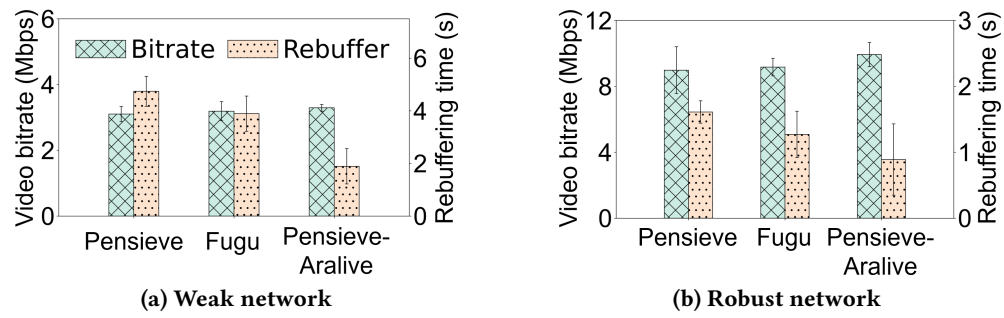 Video bitrate (Mbps)
6
4
2
0
Bitrate
Rebuffer
6
4
2
0
Rebuffering time (s)
Pensieve
Fugu
Pensieve-
Aralive
(a) Weak network
Video bitrate (Mbps)
12
8
4
0
3
2
1
0
Rebuffering time (s)
Pensieve
Fugu
Pensieve-
Aralive
(b) Robust network